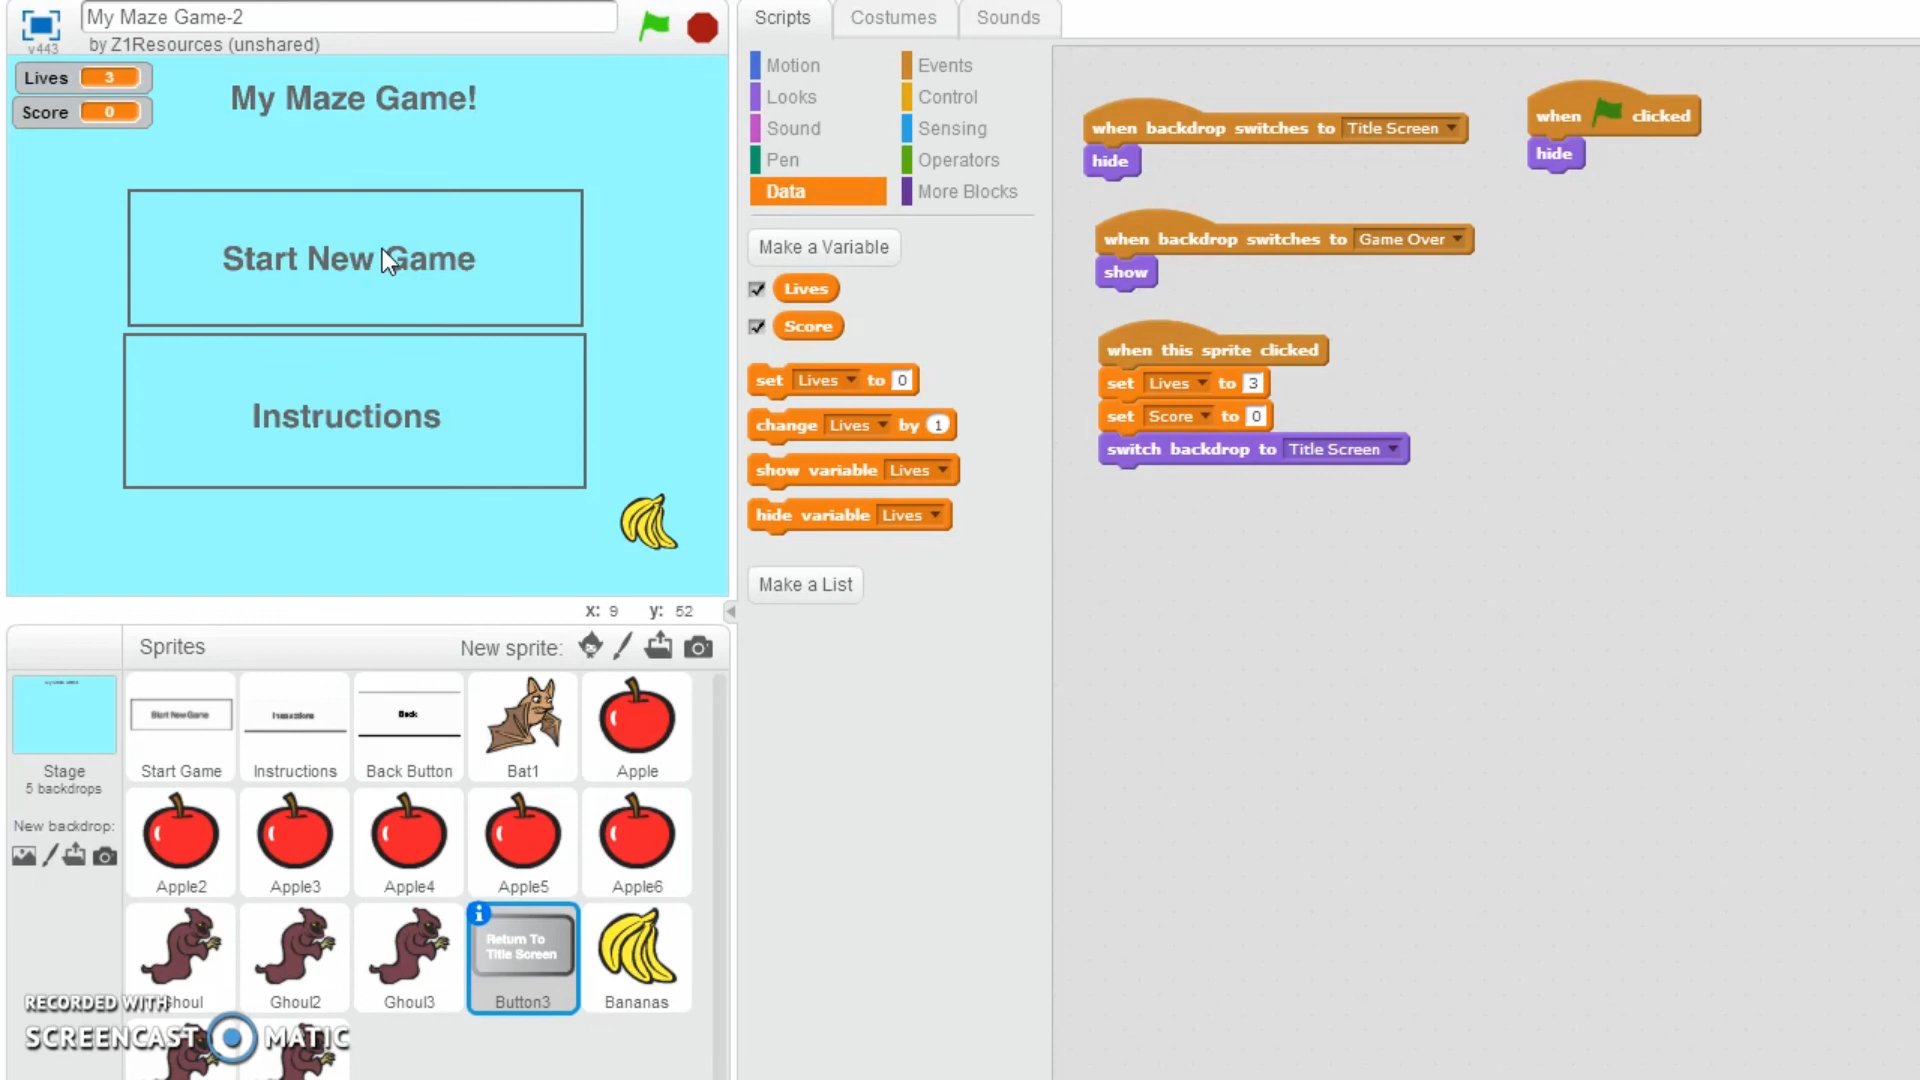 My Maze Game-2
v443
by Z1Resources (unshared)
Lives 3
Score 0
My Maze Game!
Start New Game
Instructions
x: 9 y: 52
Scripts
Costumes
Sounds
Motion
Events
Looks
Control
Sound
Sensing
Pen
Operators
Data
More Blocks
Make a Variable
Lives
Score
set Lives to 0
change Lives by 1
show variable Lives
hide variable Lives
Make a List
when backdrop switches to Title Screen
hide
when backdrop switches to Game Over
show
when this sprite clicked
set Lives to 3
set Score to 0
switch backdrop to Title Screen
when clicked
hide
Sprites
New sprite:
Stage
5 backdrops
New backdrop:
Start New Game
Start Game
Instructions
Instructions
Back
Back Button
Bat1
Apple
Apple2
Apple3
Apple4
Apple5
Apple6
Ghoul2
Ghoul3
Return To
Title Screen
Button3
Bananas
RECORDED WITH
SCREENCAST MATIC